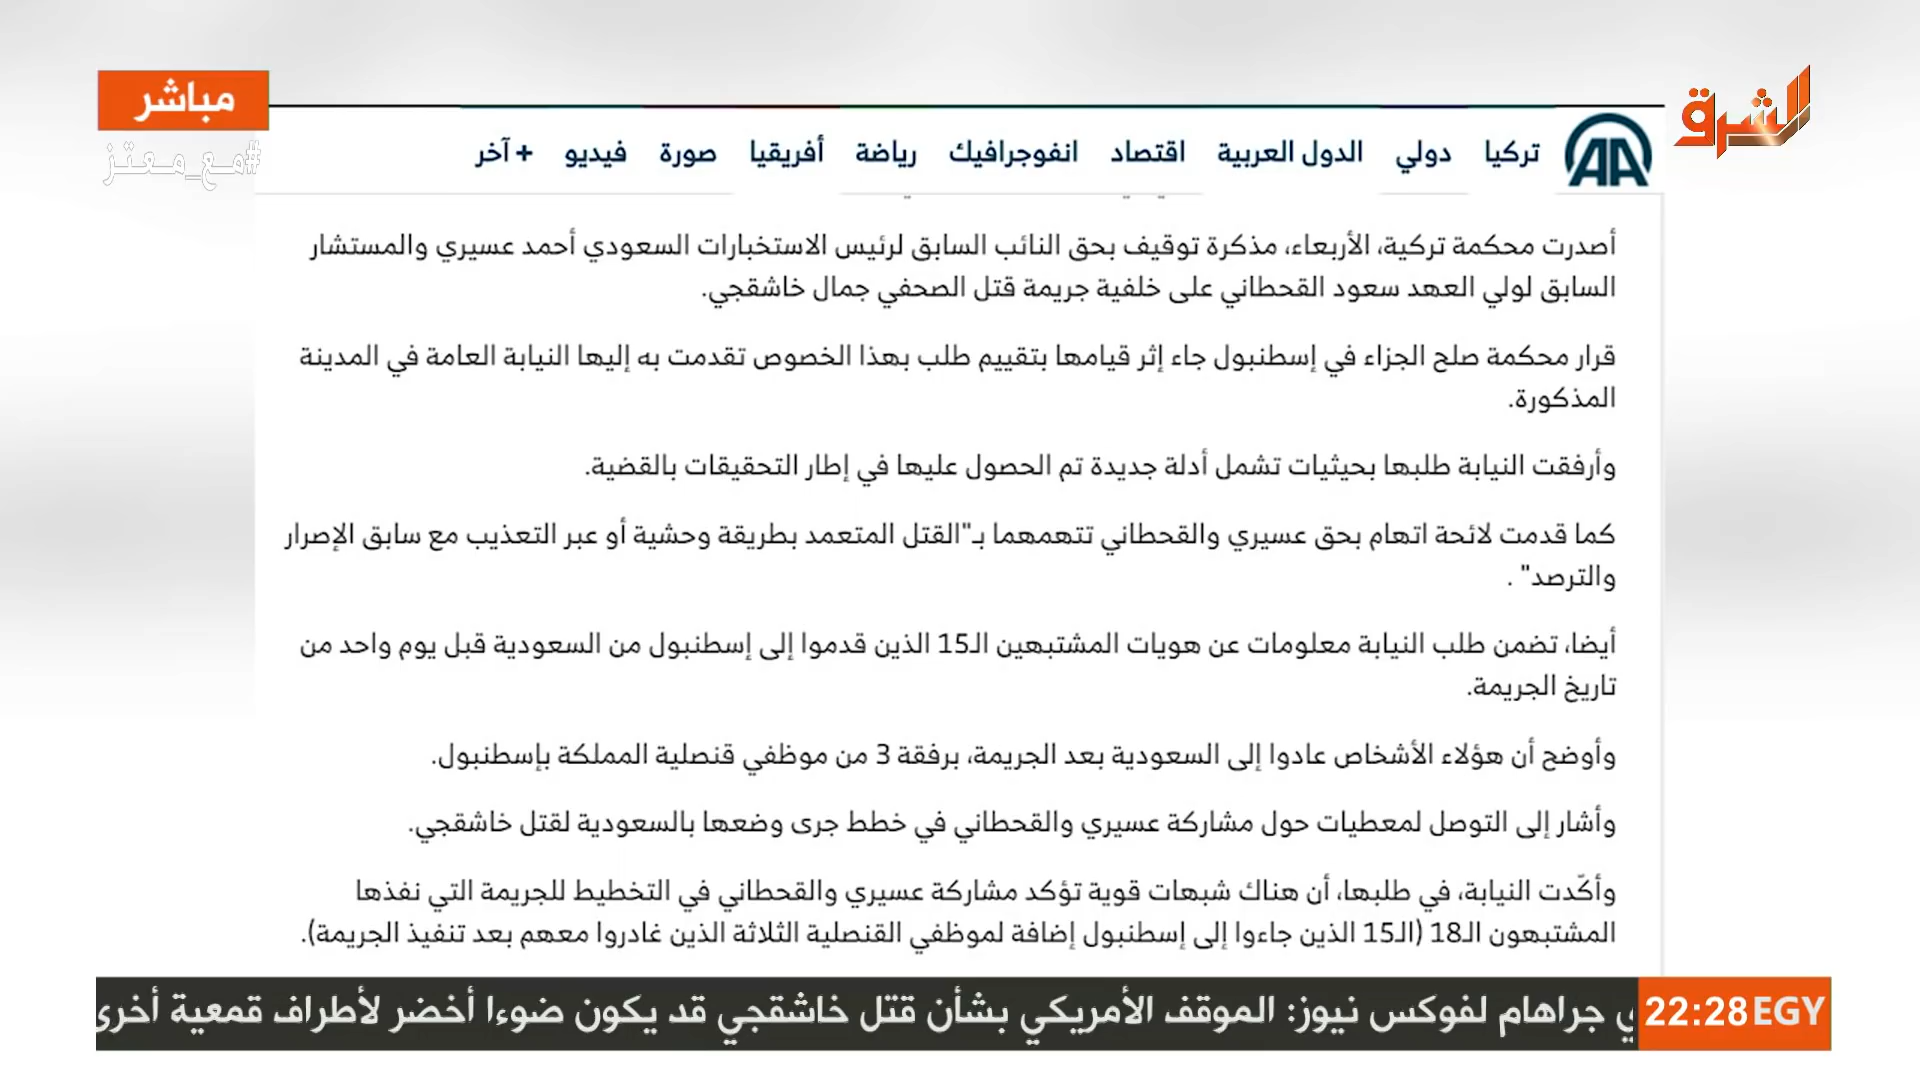 مباشر
الشرق
#مع_معتز
AA
تركيا دولي الدول العربية اقتصاد انفوجرافيك رياضة أفريقيا صورة فيديو + آخر
أصدرت محكمة تركية، الأربعاء، مذكرة توقيف بحق النائب السابق لرئيس الاستخبارات السعودي أحمد عسيري والمستشار
السابق لولي العهد سعود القحطاني على خلفية جريمة قتل الصحفي جمال خاشقجي.
قرار محكمة صلح الجزاء في إسطنبول جاء إثر قيامها بتقييم طلب بهذا الخصوص تقدمت به إليها النيابة العامة في المدينة
المذكورة.
وأرفقت النيابة طلبها بحيثيات تشمل أدلة جديدة تم الحصول عليها في إطار التحقيقات بالقضية.
كما قدمت لائحة اتهام بحق عسيري والقحطاني تتهمهما بـ"القتل المتعمد بطريقة وحشية أو عبر التعذيب مع سابق الإصرار
والترصد" .
أيضا، تضمن طلب النيابة معلومات عن هويات المشتبهين الـ15 الذين قدموا إلى إسطنبول من السعودية قبل يوم واحد من
تاريخ الجريمة.
وأوضح أن هؤلاء الأشخاص عادوا إلى السعودية بعد الجريمة، برفقة 3 من موظفي قنصلية المملكة بإسطنبول.
وأشار إلى التوصل لمعطيات حول مشاركة عسيري والقحطاني في خطط جرى وضعها بالسعودية لقتل خاشقجي.
وأكّدت النيابة، في طلبها، أن هناك شبهات قوية تؤكد مشاركة عسيري والقحطاني في التخطيط للجريمة التي نفذها
المشتبهون الـ18 (الـ15 الذين جاءوا إلى إسطنبول إضافة لموظفي القنصلية الثلاثة الذين غادروا معهم بعد تنفيذ الجريمة).
جراهام لفوكس نيوز: الموقف الأمريكي بشأن قتل خاشقجي قد يكون ضوءا أخضر لأطراف قمعية أخرى
22:28 EGY